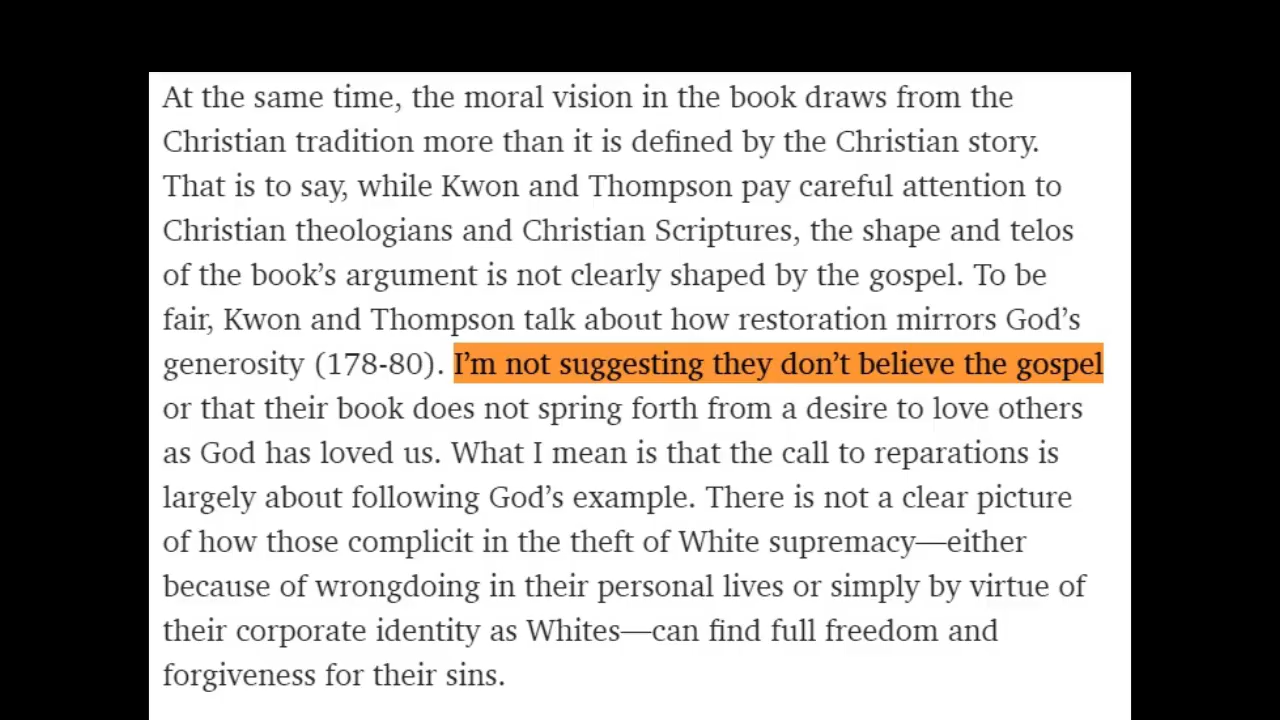 At the same time, the moral vision in the book draws from the
Christian tradition more than it is defined by the Christian story.
That is to say, while Kwon and Thompson pay careful attention to
Christian theologians and Christian Scriptures, the shape and telos
of the book’s argument is not clearly shaped by the gospel. To be
fair, Kwon and Thompson talk about how restoration mirrors God’s
generosity (178-80). I’m not suggesting they don’t believe the gospel
or that their book does not spring forth from a desire to love others
as God has loved us. What I mean is that the call to reparations is
largely about following God’s example. There is not a clear picture
of how those complicit in the theft of White supremacy—either
because of wrongdoing in their personal lives or simply by virtue of
their corporate identity as Whites—can find full freedom and
forgiveness for their sins.